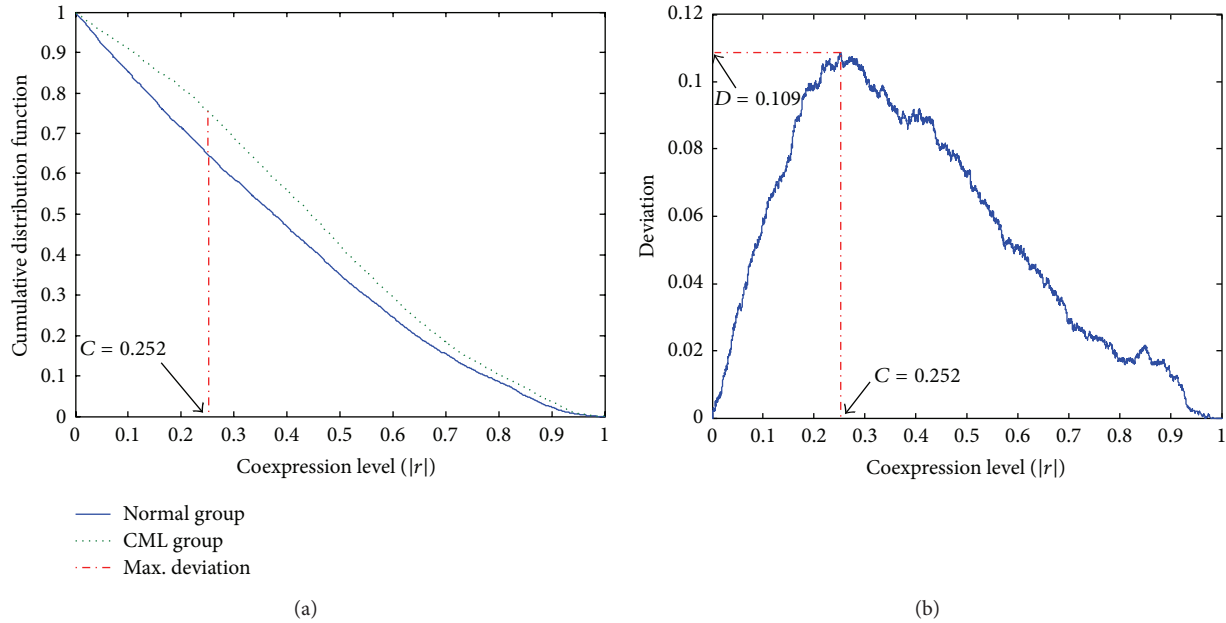 1
0.9
0.8
0.7
0.6
0.5
0.4
0.3
0.2
0.1
0
Cumulative distribution function
C = 0.252
0 0.1 0.2 0.3 0.4 0.5 0.6 0.7 0.8 0.9 1
Coexpression level (|r|)
Normal group
CML group
Max. deviation
(a)
0.12
0.1
0.08
0.06
0.04
0.02
0
Deviation
D = 0.109
C = 0.252
0 0.1 0.2 0.3 0.4 0.5 0.6 0.7 0.8 0.9 1
Coexpression level (|r|)
(b)